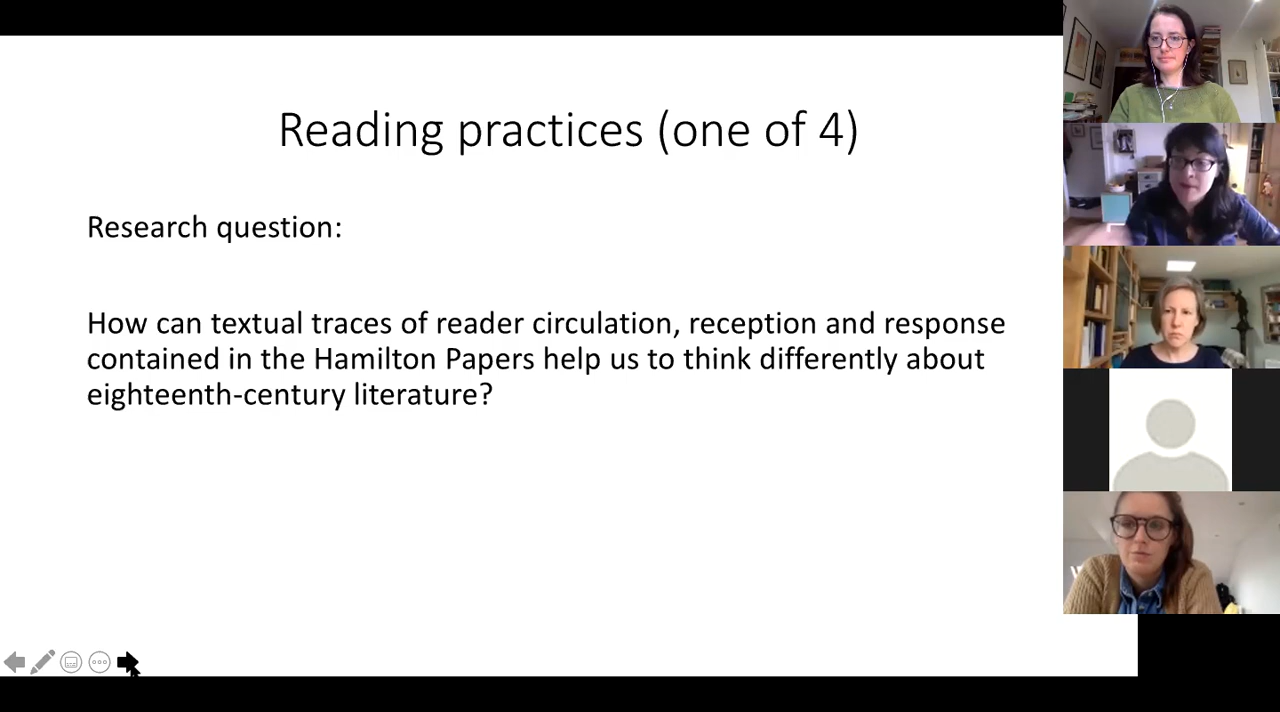 Reading practices (one of 4)
Research question:
How can textual traces of reader circulation, reception and response
contained in the Hamilton Papers help us to think differently about
eighteenth-century literature?